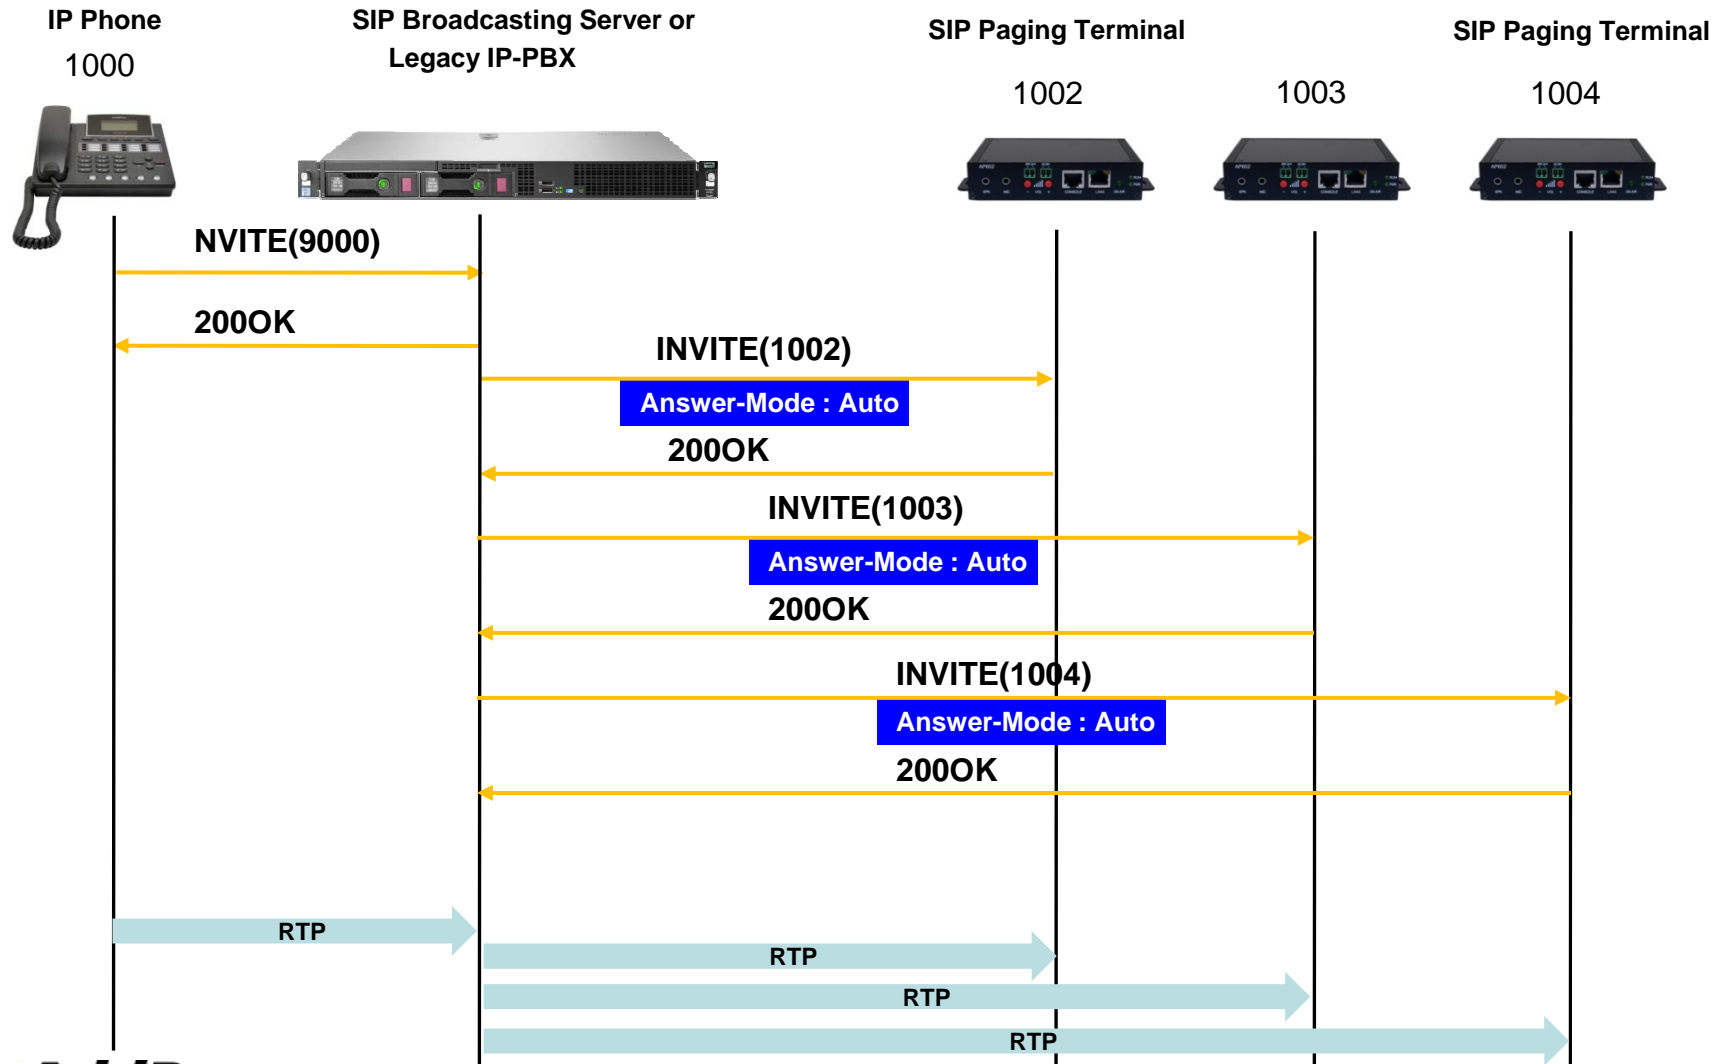 IP Phone
1000
SIP Broadcasting Server or
Legacy IP-PBX
SIP Paging Terminal
1002
1003
SIP Paging Terminal
1004
NVITE(9000)
200OK
INVITE(1002)
Answer-Mode : Auto
200OK
INVITE(1003)
Answer-Mode : Auto
200OK
INVITE(1004)
Answer-Mode : Auto
200OK
RTP
RTP
RTP
RTP